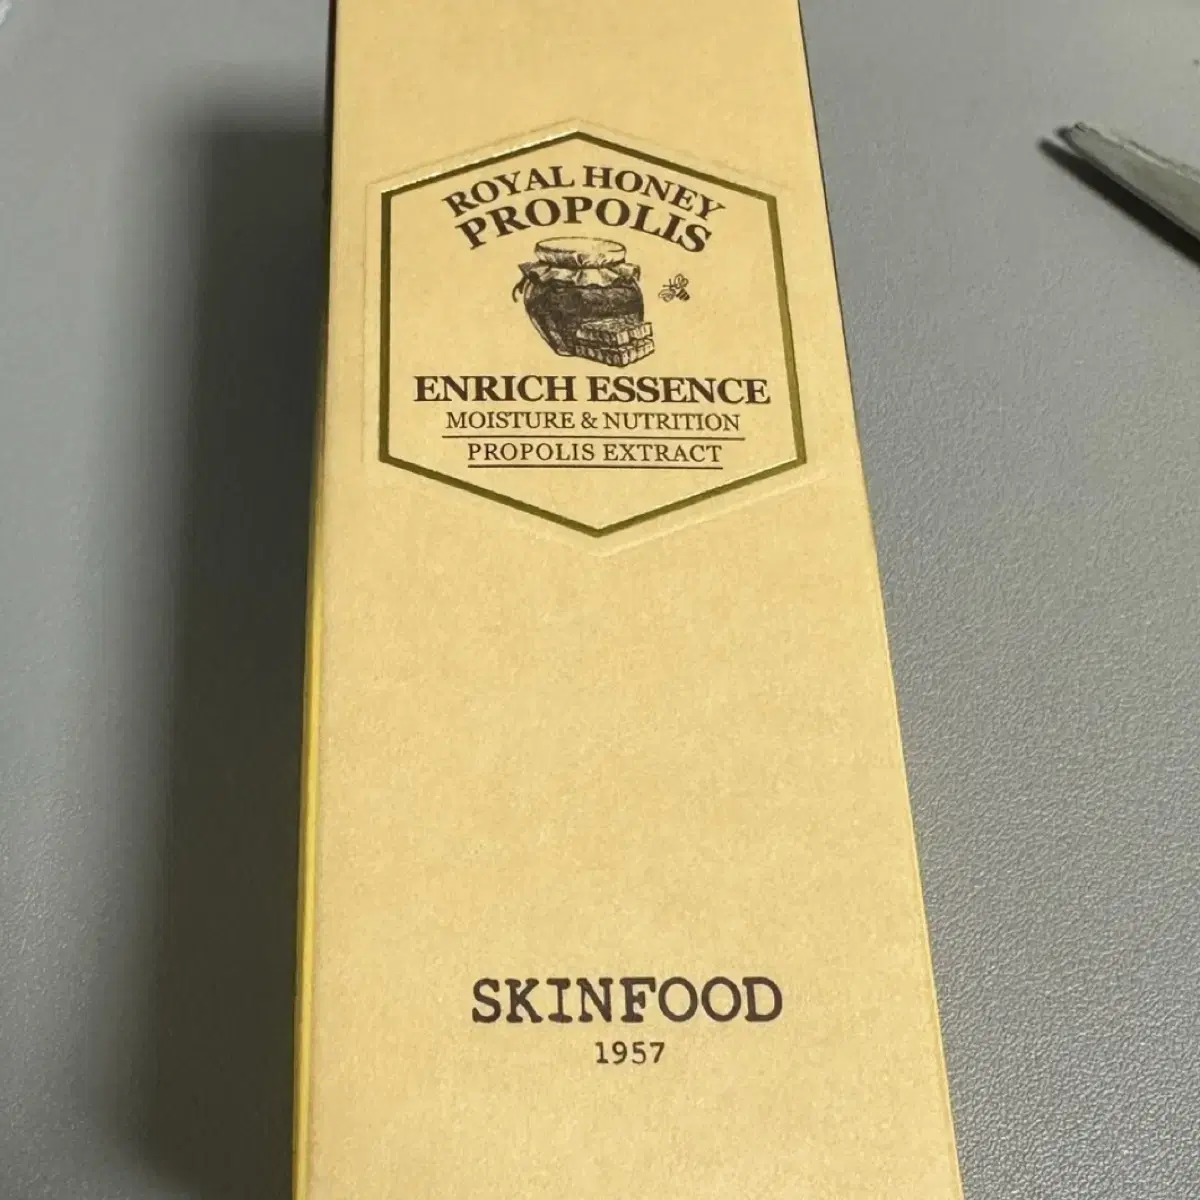 ROYAL HONEY
PROPOLIS
ENRICH ESSENCE
MOISTURE & NUTRITION
PROPOLIS EXTRACT
SKINFOOD
1957